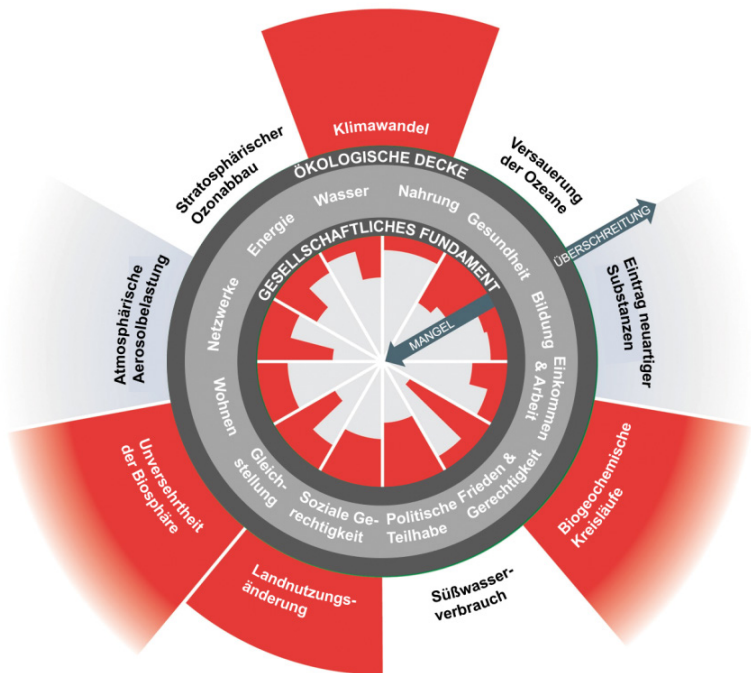 Klimawandel
Stratosphärischer
Ozonabbau
Versauerung
der Ozeane
ÖKOLOGISCHE DECKE
Wasser
Nahrung
Energie
Gesundheit
GESELLSCHAFTLICHES FUNDAMENT
ÜBERSCHREITUNG
MANGEL
Atmosphärische
Aerosolbelastung
Netzwerke
Bildung
Eintrag neuartiger
Substanzen
Wohnen
Einkommen
& Arbeit
Gleich-
stellung
Soziale Ge-
rechtigkeit
Politische
Teilhabe
Frieden &
Gerechtigkeit
Unversehrtheit
der Biosphäre
Biogeochemische
Kreisläufe
Landnutzungs-
änderung
Süßwasser-
verbrauch